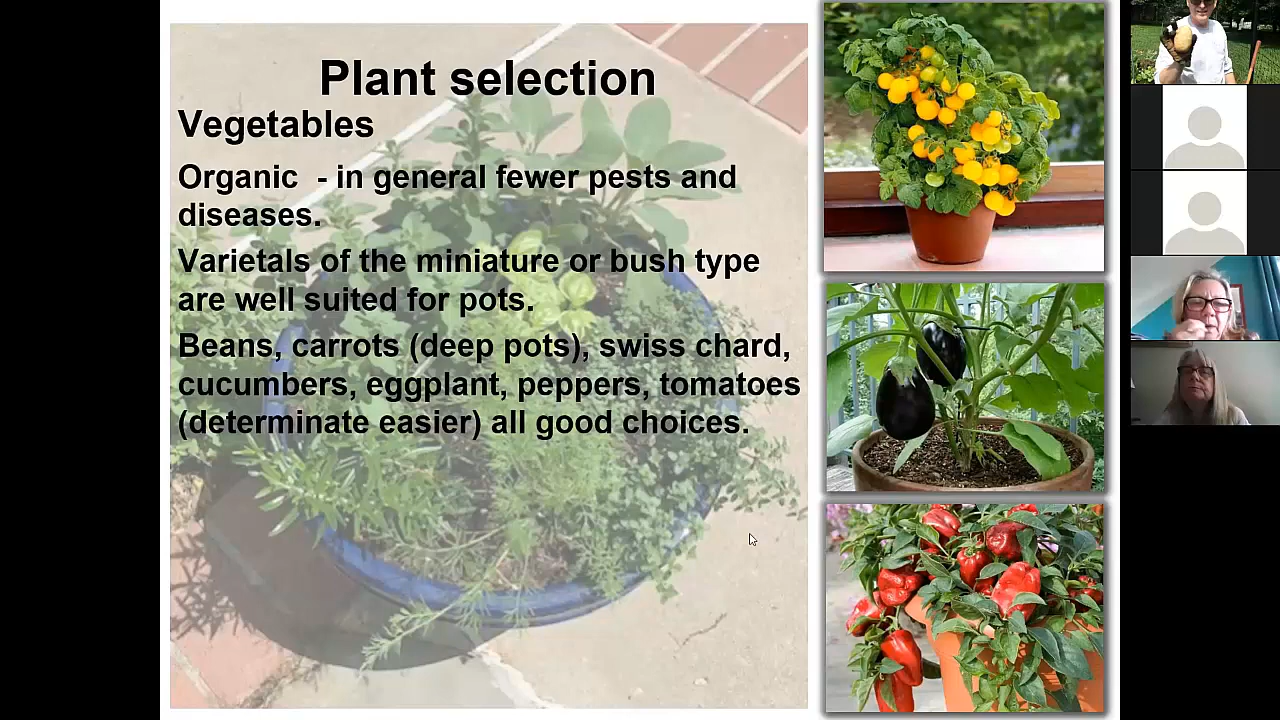 Plant selection
Vegetables
Organic  - in general fewer pests and
diseases.
Varietals of the miniature or bush type
are well suited for pots.
Beans, carrots (deep pots), swiss chard,
cucumbers, eggplant, peppers, tomatoes
(determinate easier) all good choices.